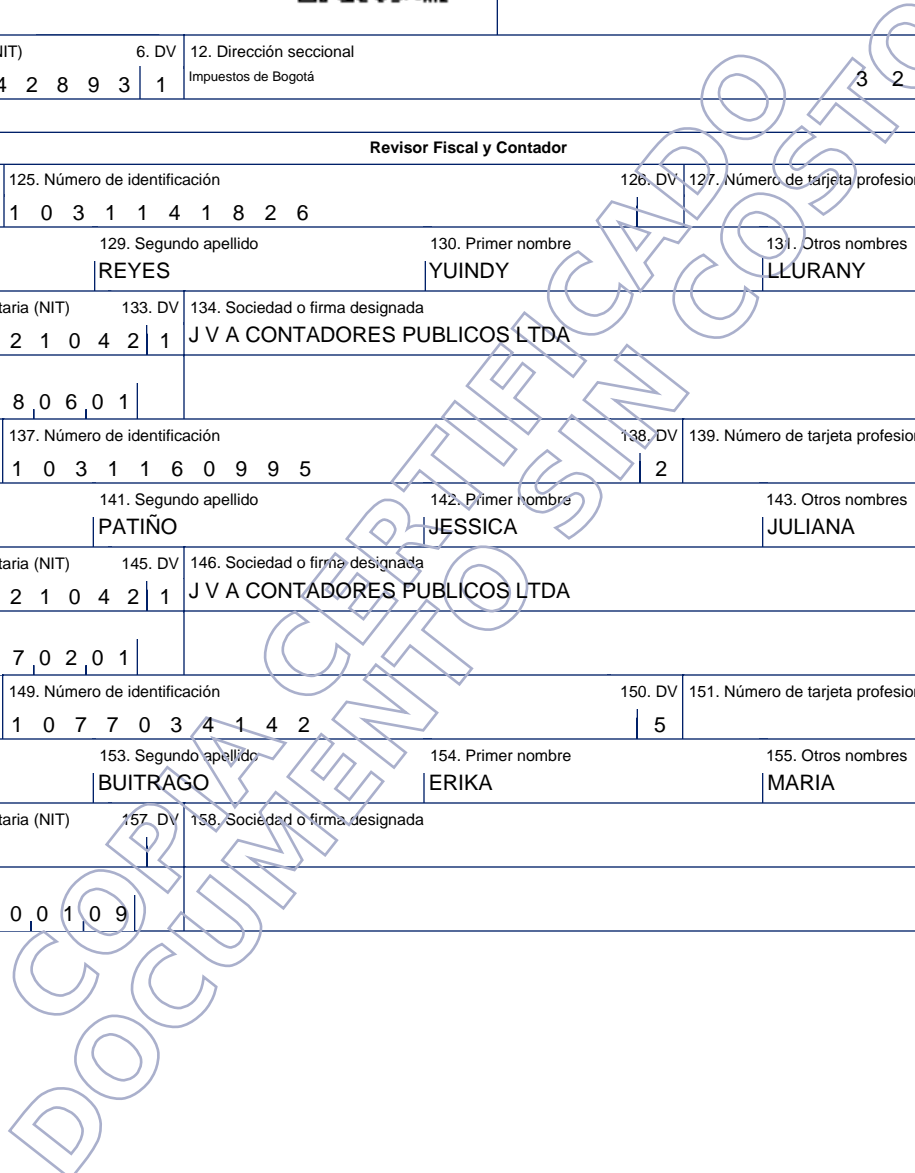 NIT) 6. DV 12. Dirección seccional
4 2 8 9 3 1 Impuestos de Bogotá 3 2
Revisor Fiscal y Contador
125. Número de identificación 126. DV 127. Número de tarjeta profesion
1 0 3 1 1 4 1 8 2 6
129. Segundo apellido 130. Primer nombre 131. Otros nombres
REYES YUINDY LLURANY
taria (NIT) 133. DV 134. Sociedad o firma designada
2 1 0 4 2 1 J V A CONTADORES PUBLICOS LTDA
8 0 6 0 1
137. Número de identificación 138. DV 139. Número de tarjeta profesion
1 0 3 1 1 6 0 9 9 5 2
141. Segundo apellido 142. Primer nombre 143. Otros nombres
PATIÑO JESSICA JULIANA
taria (NIT) 145. DV 146. Sociedad o firma designada
2 1 0 4 2 1 J V A CONTADORES PUBLICOS LTDA
7 0 2 0 1
149. Número de identificación 150. DV 151. Número de tarjeta profesion
1 0 7 7 0 3 4 1 4 2 5
153. Segundo apellido 154. Primer nombre 155. Otros nombres
BUITRAGO ERIKA MARIA
taria (NIT) 157. DV 158. Sociedad o firma designada
0 0 1 0 9
COPIA CERTIFICADO
DOCUMENTO SIN COSTO